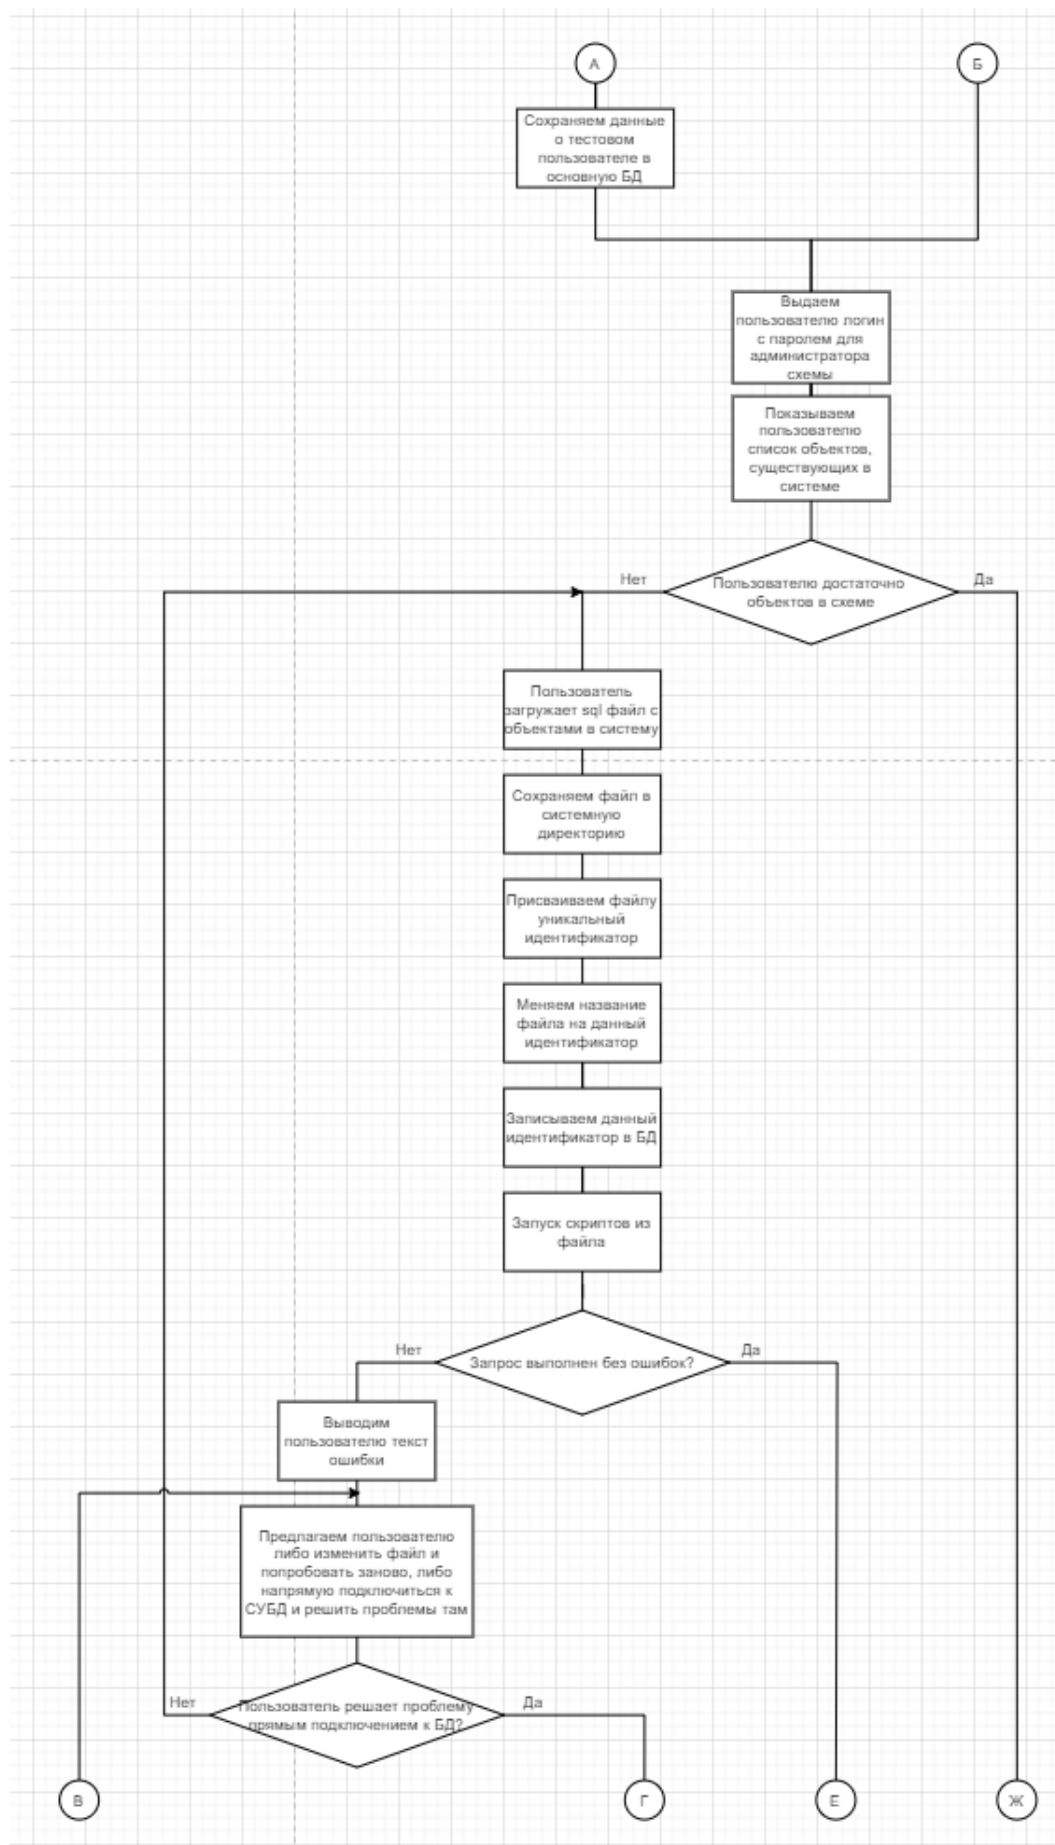 А
Б
Сохраняем данные
о тестовом
пользователе в
основную БД
Выдаем
пользователю логин
с паролем для
администратора
схемы
Показываем
пользователю
список объектов,
существующих в
системе
Нет
Пользователю достаточно
объектов в схеме
Да
Пользователь
загружает sql файл с
объектами в систему
Сохраняем файл в
системную
директорию
Присваиваем файлу
уникальный
идентификатор
Меняем название
файла на данный
идентификатор
Записываем данный
идентификатор в БД
Запуск скриптов из
файла
Нет
Запрос выполнен без ошибок?
Да
Выводим
пользователю текст
ошибки
Предлагаем пользователю
либо изменить файл и
попробовать заново, либо
напрямую подключиться к
СУБД и решить проблемы там
Нет
Пользователь решает проблему
прямым подключением к БД?
Да
В
Г
Е
Ж